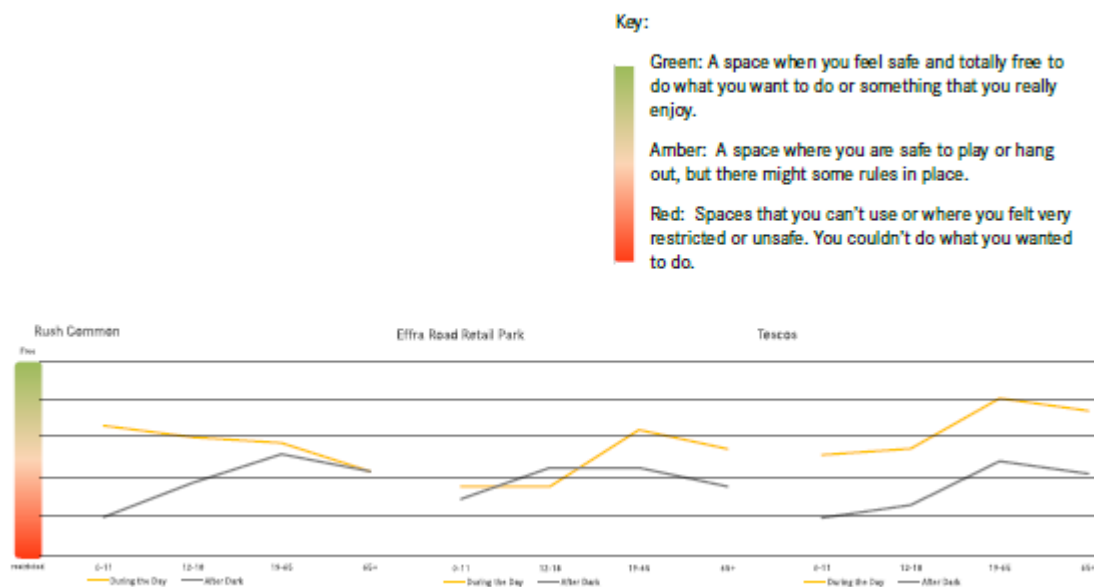 Key:
Green: A space when you feel safe and totally free to
do what you want to do or something that you really
enjoy.
Amber: A space where you are safe to play or hang
out, but there might some rules in place.
Red: Spaces that you can't use or where you felt very
restricted or unsafe. You couldn't do what you wanted
to do.
Rush Common
Effra Road Retail Park
Tescos
Free
restricted
0-11 12-18 19-65 65+
0-11 12-18 19-65 65+
0-11 12-18 19-65 65+
During the Day After Dark
During the Day After Dark
During the Day After Dark